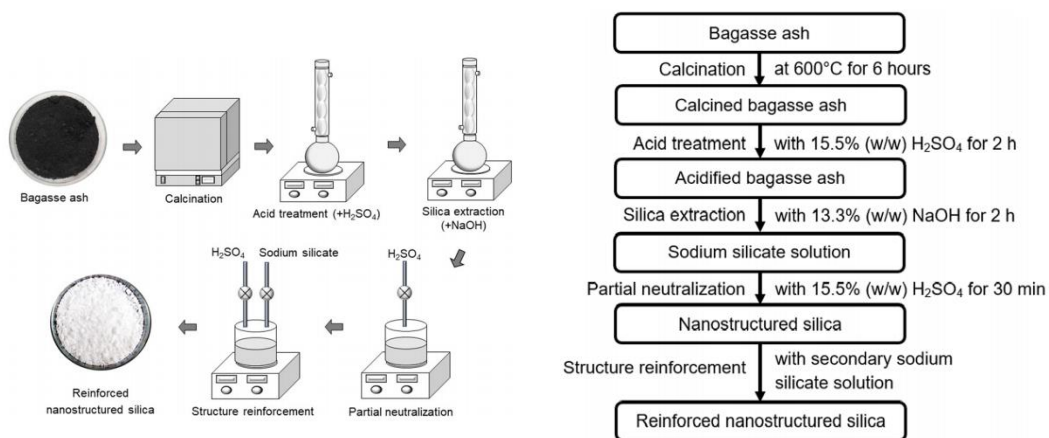 Bagasse ash
Calcination
Acid treatment (+H₂SO₄)
Silica extraction
(+NaOH)
H₂SO₄
Partial neutralization
H₂SO₄ Sodium silicate
Structure reinforcement
Reinforced
nanostructured silica
Bagasse ash
Calcination at 600°C for 6 hours
Calcined bagasse ash
Acid treatment with 15.5% (w/w) H₂SO₄ for 2 h
Acidified bagasse ash
Silica extraction with 13.3% (w/w) NaOH for 2 h
Sodium silicate solution
Partial neutralization with 15.5% (w/w) H₂SO₄ for 30 min
Nanostructured silica
Structure reinforcement with secondary sodium
silicate solution
Reinforced nanostructured silica